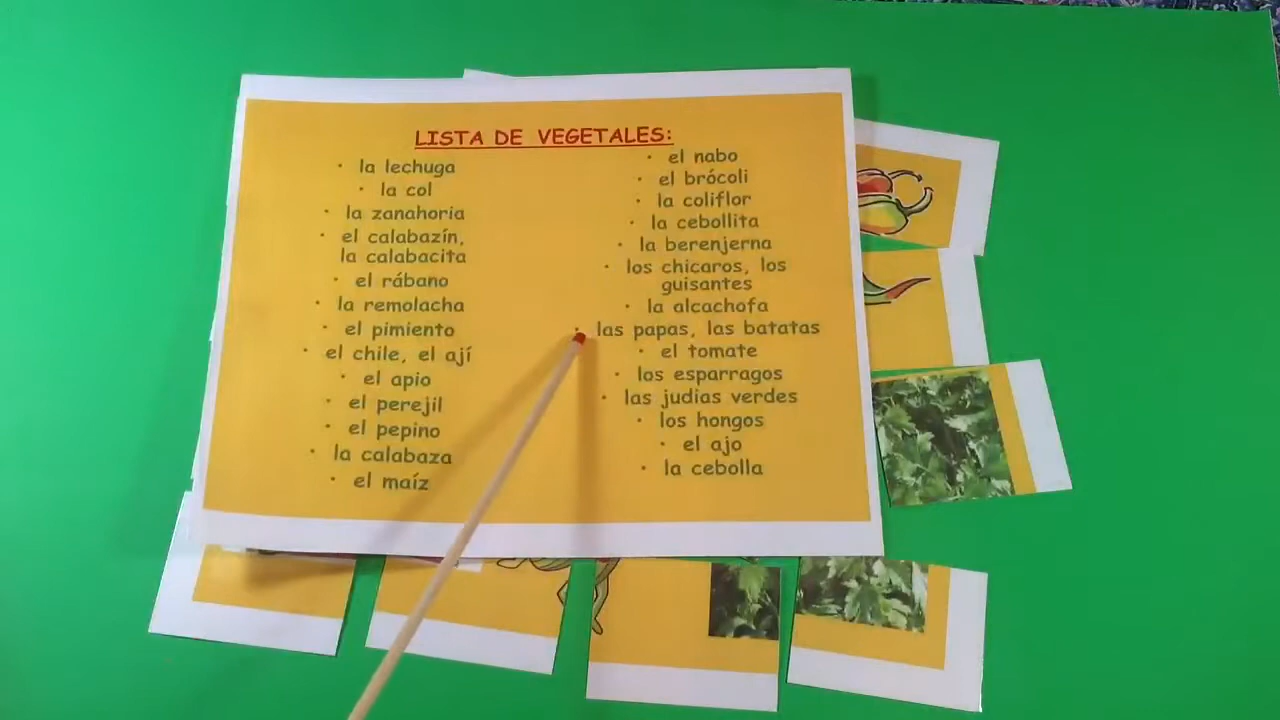 LISTA DE VEGETALES:
· la lechuga
· la col
· la zanahoria
· el calabazín,
la calabacita
· el rábano
· la remolacha
· el pimiento
· el chile, el ají
· el apio
· el perejil
· el pepino
· la calabaza
· el maíz
· el nabo
· el brócoli
· la coliflor
· la cebollita
· la berenjerna
· los chicaros, los
guisantes
· la alcachofa
· las papas, las batatas
· el tomate
· los esparragos
· las judias verdes
· los hongos
· el ajo
· la cebolla